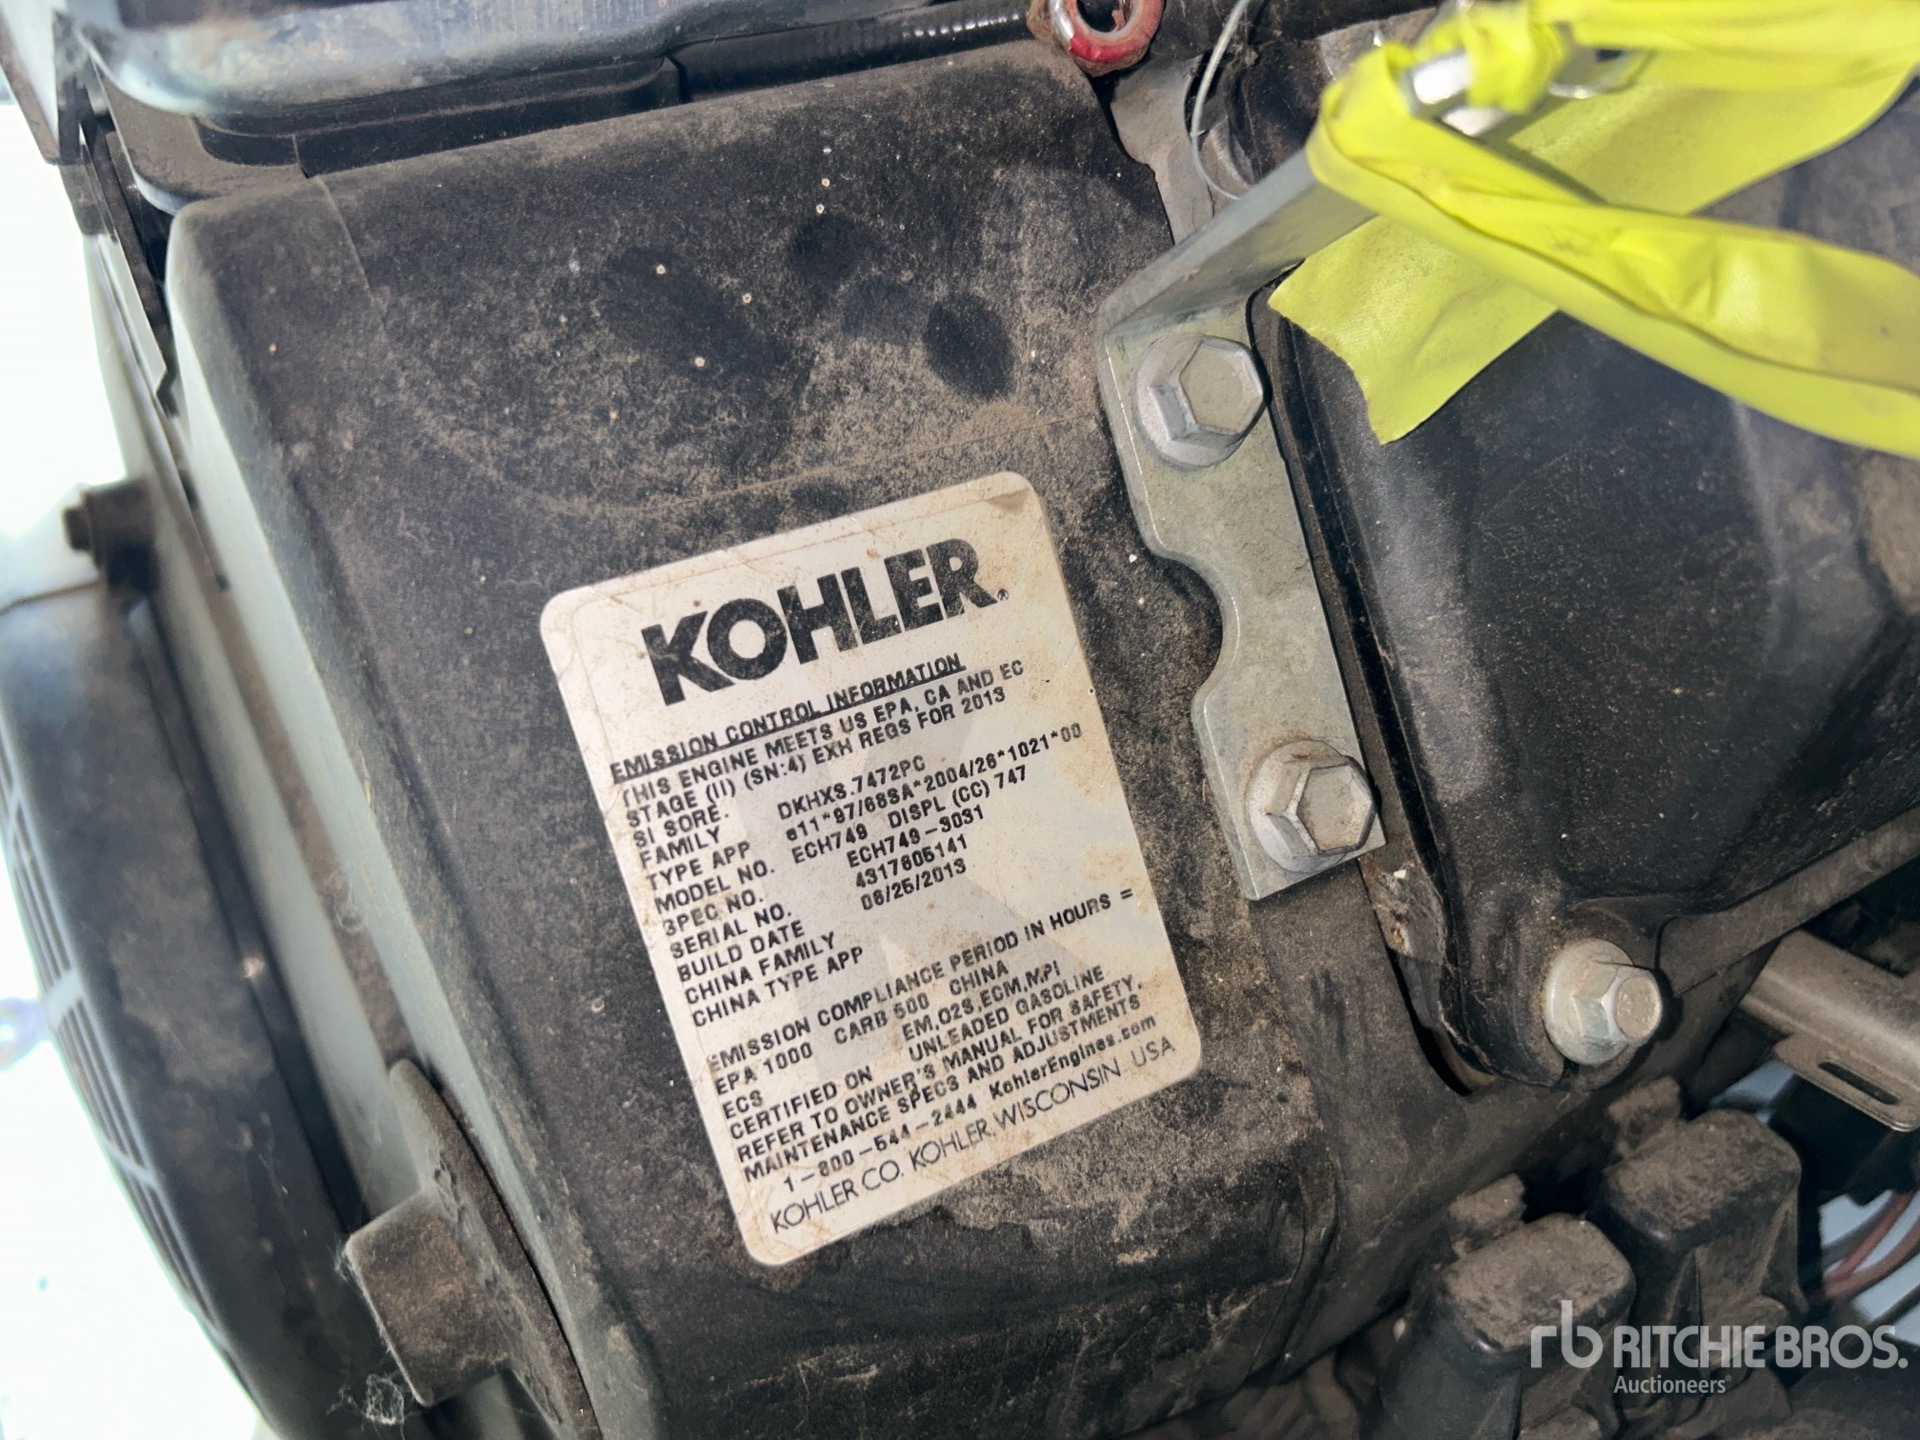 KOHLER.
EMISSION CONTROL INFORMATION
THIS ENGINE MEETS US EPA, CA AND EC
STAGE (II) (SN:4) EXH REGS FOR 2013
SI SORE.
FAMILY DKHXS.7472PC
TYPE APP e11*97/68SA*2004/26*1021*00
MODEL NO. ECH749 DISPL (CC) 747
SPEC NO. ECH749-3031
SERIAL NO. 4317605141
BUILD DATE 06/25/2013
CHINA FAMILY
CHINA TYPE APP
EMISSION COMPLIANCE PERIOD IN HOURS =
EPA 1000 CARB 500 CHINA
ECS EM,O2S,ECM,MPI
CERTIFIED ON UNLEADED GASOLINE
REFER TO OWNER'S MANUAL FOR SAFETY,
MAINTENANCE SPECS AND ADJUSTMENTS
1-800-544-2444 KohlerEngines.com
KOHLER CO. KOHLER, WISCONSIN USA
rb RITCHIE BROS.
Auctioneers